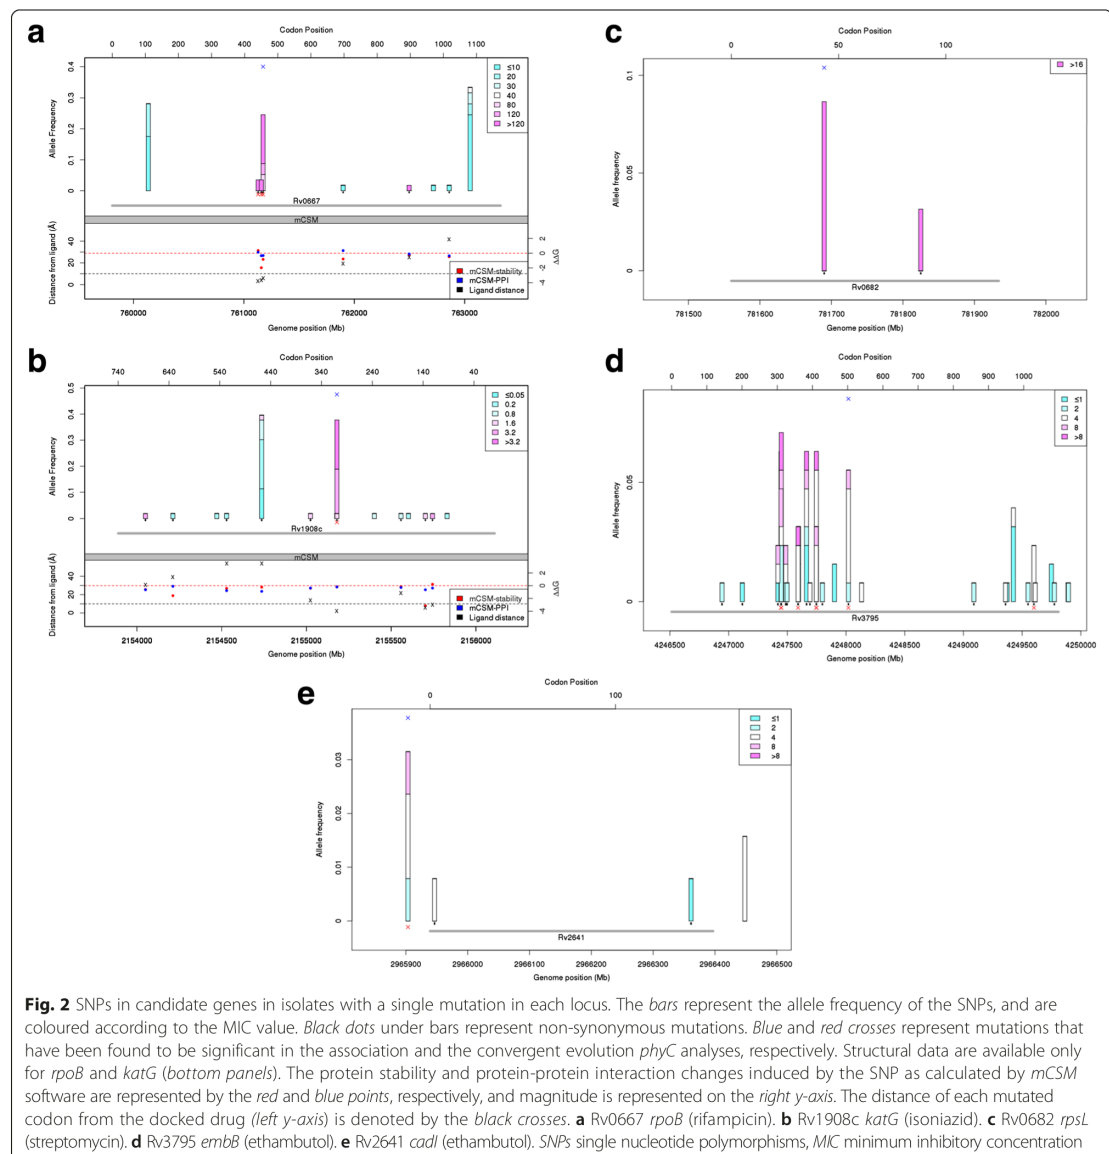 a
Codon Position
0 100 200 300 400 500 600 700 800 900 1000 1100
Allele Frequency
0.4
0.3
0.2
0.1
0
≤10
20
30
40
80
120
>120
Rv0667
mCSM
Distance from ligand (Å)
40
20
0
2
0
-2
-4
ΔΔG
mCSM-stability
mCSM-PPI
Ligand distance
760000 761000 762000 763000
Genome position (Mb)
c
Codon Position
0 50 100
Allele frequency
0.1
0.05
0
>16
Rv0682
781500 781600 781700 781800 781900 782000
Genome position (Mb)
b
Codon Position
740 640 540 440 340 240 140 40
Allele Frequency
0.5
0.4
0.3
0.2
0.1
0
≤0.05
0.2
0.8
1.6
3.2
>3.2
Rv1908c
mCSM
Distance from ligand (Å)
40
20
0
2
0
-4
ΔΔG
mCSM-stability
mCSM-PPI
Ligand distance
2154000 2154500 2155000 2155500 2156000
Genome position (Mb)
d
Codon Position
0 100 200 300 400 500 600 700 800 900 1000
Allele frequency
0.05
0
≤1
2
4
8
>8
Rv3795
4246500 4247000 4247500 4248000 4248500 4249000 4249500 4250000
Genome position (Mb)
e
Codon Position
0 100
Allele frequency
0.03
0.02
0.01
0
≤1
2
4
8
>8
Rv2641
2965900 2966000 2966100 2966200 2966300 2966400 2966500
Genome position (Mb)
Fig. 2 SNPs in candidate genes in isolates with a single mutation in each locus. The bars represent the allele frequency of the SNPs, and are
coloured according to the MIC value. Black dots under bars represent non-synonymous mutations. Blue and red crosses represent mutations that
have been found to be significant in the association and the convergent evolution phyC analyses, respectively. Structural data are available only
for rpoB and katG (bottom panels). The protein stability and protein-protein interaction changes induced by the SNP as calculated by mCSM
software are represented by the red and blue points, respectively, and magnitude is represented on the right y-axis. The distance of each mutated
codon from the docked drug (left y-axis) is denoted by the black crosses. a Rv0667 rpoB (rifampicin). b Rv1908c katG (isoniazid). c Rv0682 rpsL
(streptomycin). d Rv3795 embB (ethambutol). e Rv2641 cadI (ethambutol). SNPs single nucleotide polymorphisms, MIC minimum inhibitory concentration